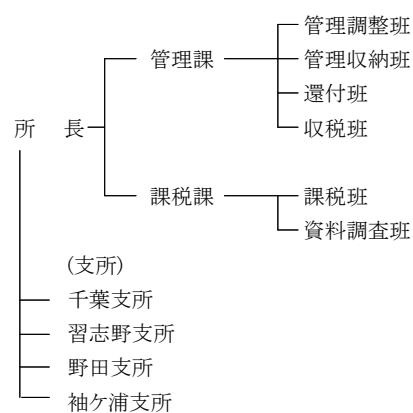 管理調整班
管理課 管理収納班
還付班
所 長 収税班
課税課 課税班
資料調査班
(支所)
千葉支所
習志野支所
野田支所
袖ケ浦支所